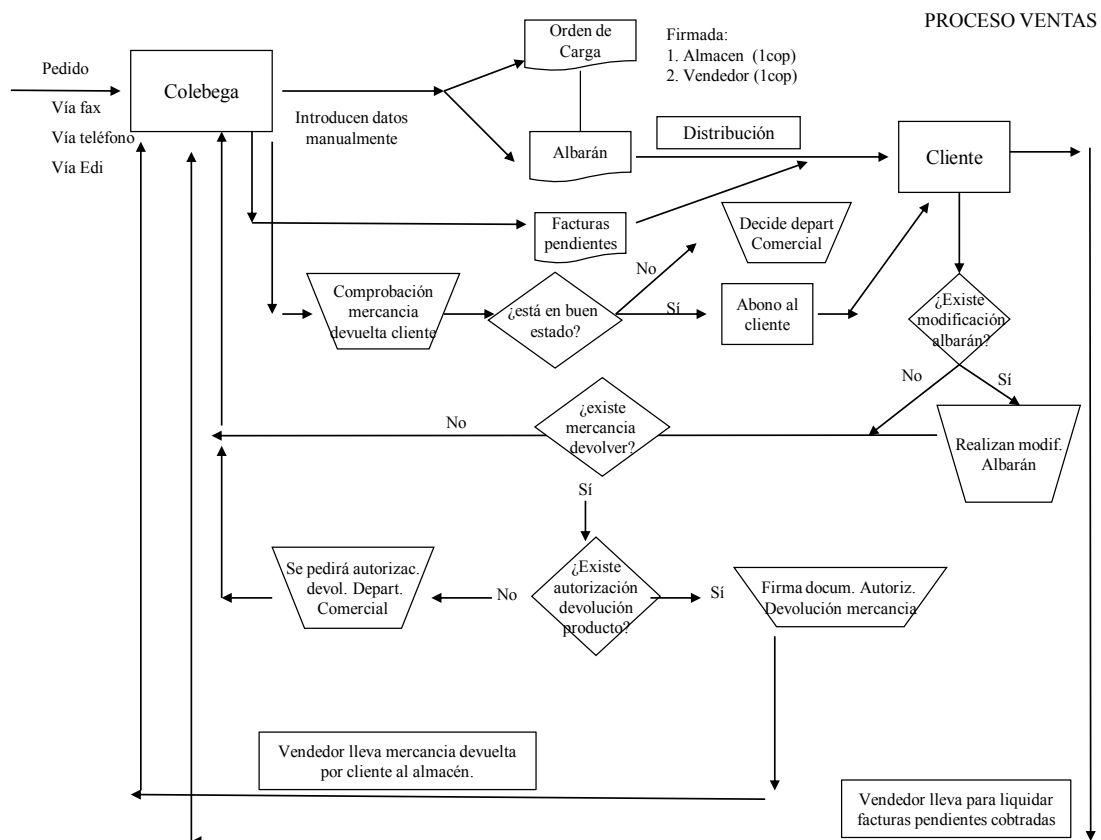 PROCESO VENTAS
Pedido
Vía fax
Vía teléfono
Vía Edi
Colebega
Introducen datos
manualmente
Orden de
Carga
Firmada:
1. Almacen (1cop)
2. Vendedor (1cop)
Albarán
Distribución
Cliente
Facturas
pendientes
Decide depart
Comercial
No
Comprobación
mercancia
devuelta cliente
¿está en buen
estado?
Sí
Abono al
cliente
¿Existe
modificación
albarán?
No
Sí
Realizan modif.
Albarán
¿existe
mercancia
devolver?
No
Sí
Se pedirá autorizac.
devol. Depart.
Comercial
No
¿Existe
autorización
devolución
producto?
Sí
Firma docum. Autoriz.
Devolución mercancia
Vendedor lleva mercancia devuelta
por cliente al almacén.
Vendedor lleva para liquidar
facturas pendientes cobtradas